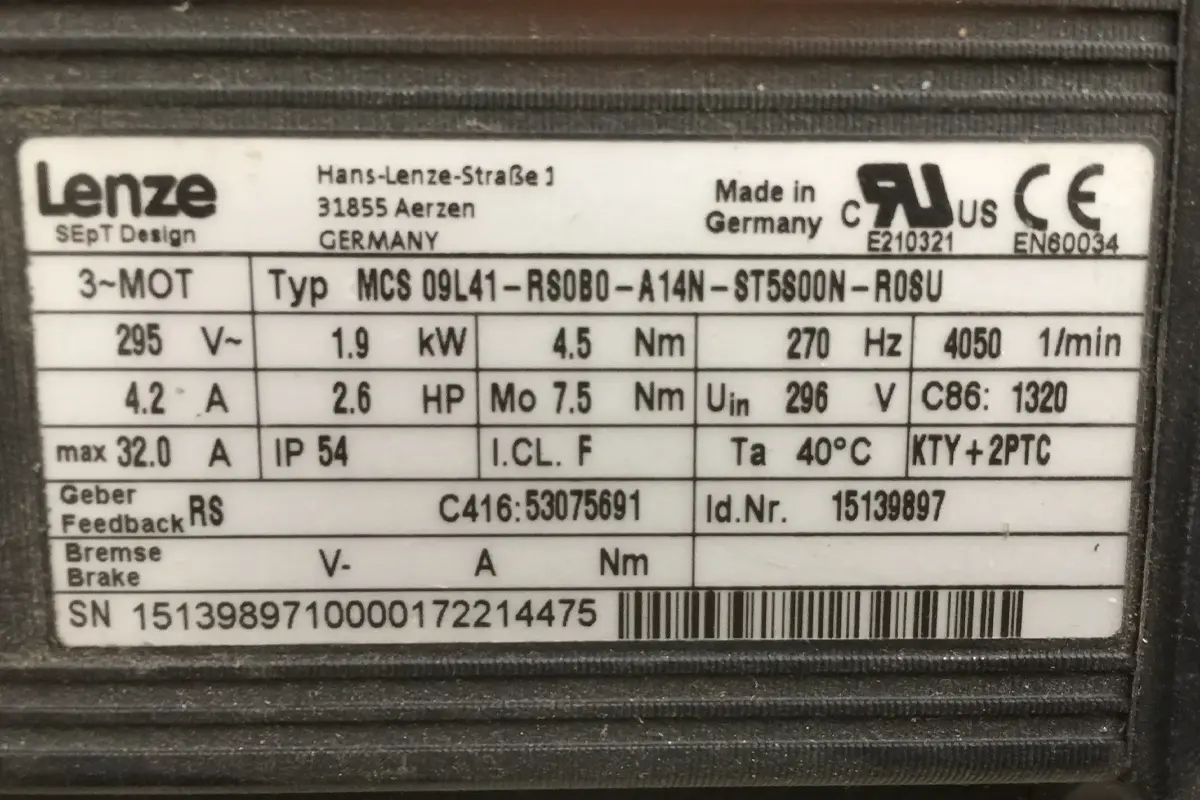 Lenze
SEpT Design
Hans-Lenze-Straße 1
31855 Aerzen
GERMANY
Made in
Germany
c RU US
E210321
CE
EN60034
3~MOT Typ MCS 09L41-RS0B0-A14N-ST5S00N-R0SU
295 V~ 1.9 kW 4.5 Nm 270 Hz 4050 1/min
4.2 A 2.6 HP Mo 7.5 Nm Uin 296 V C86: 1320
max 32.0 A IP 54 I.CL. F Ta 40°C KTY+2PTC
Geber
Feedback RS C416:53075691 Id.Nr. 15139897
Bremse
Brake V- A Nm
SN 1513989710000172214475